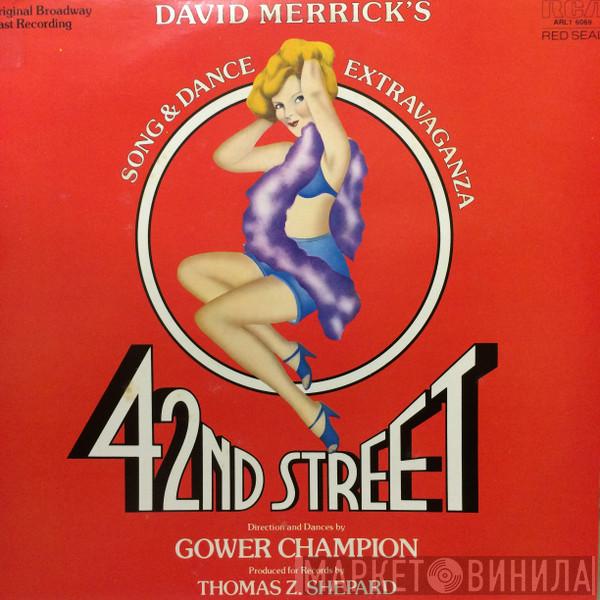 Original Broadway
Cast Recording
DAVID MERRICK'S
RCA
ARL1 6069
RED SEAL
SONG & DANCE
EXTRAVAGANZA
42ND STREET
Direction and Dances by
GOWER CHAMPION
Produced for Records by
THOMAS Z. SHEPARD
МАРКЕТ ВИНИЛА